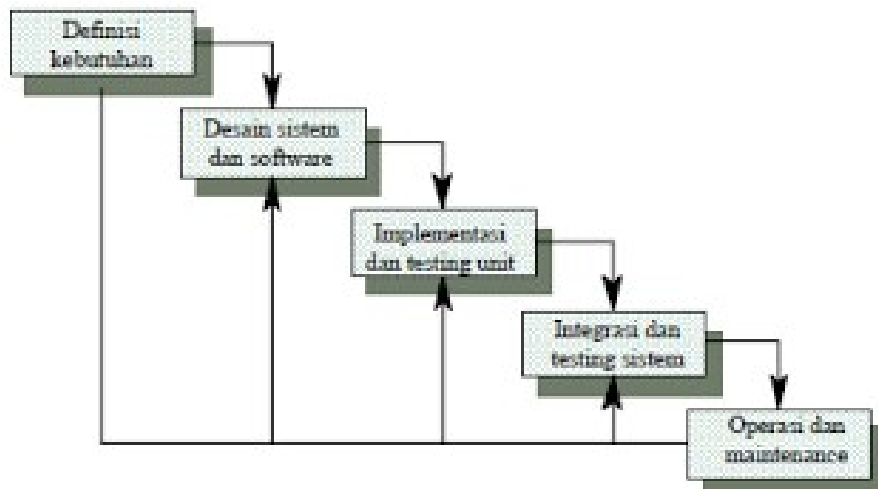 Definisi
kebutuhan
Desain sistem
dan software
Implementasi
dan testing unit
Integrasi dan
testing sistem
Operasi dan
maintenance